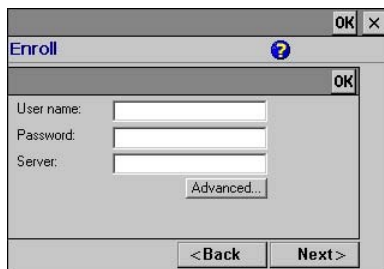 OK ×
Enroll ?
OK
User name:
Password:
Server:
Advanced...
<Back Next>